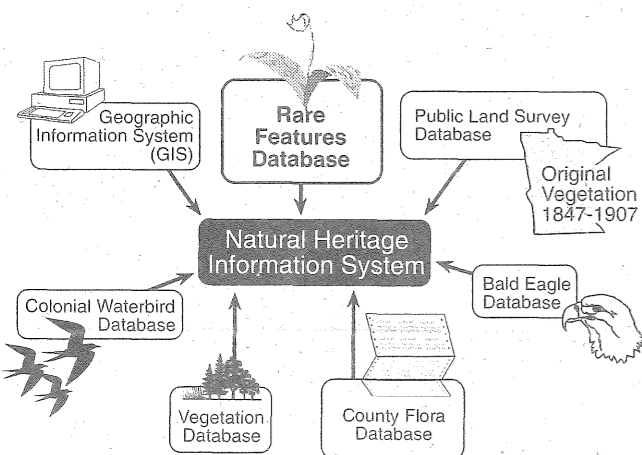 Geographic
Information System
(GIS)
Rare
Features
Database
Public Land Survey
Database
Original
Vegetation
1847-1907
Natural Heritage
Information System
Colonial Waterbird
Database
Bald Eagle
Database
Vegetation
Database
County Flora
Database